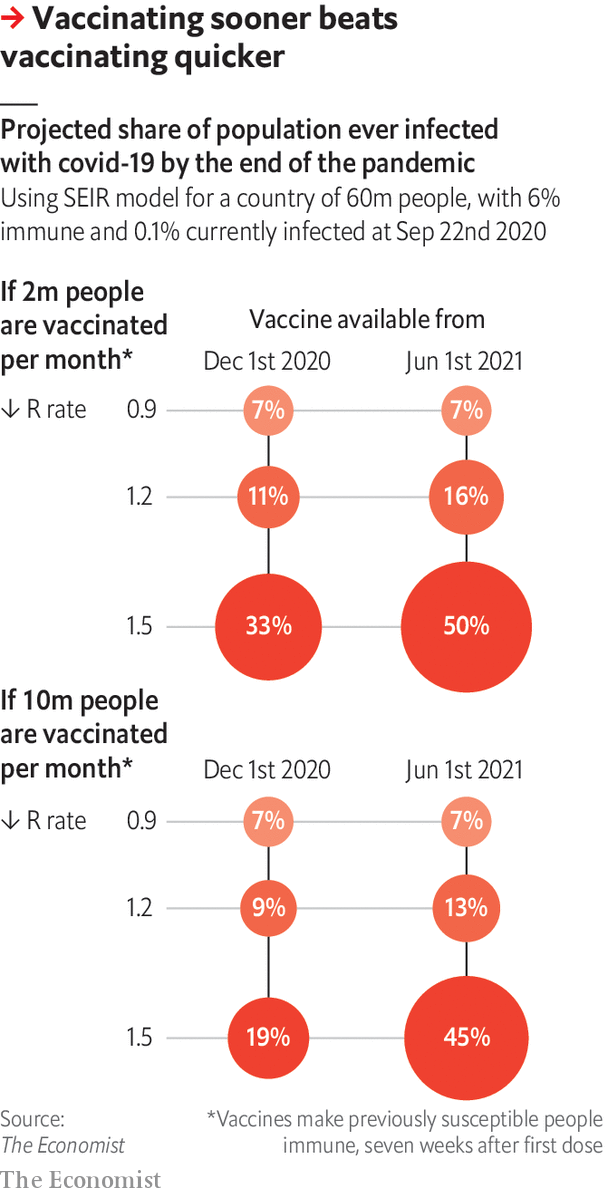 → Vaccinating sooner beats
vaccinating quicker
Projected share of population ever infected
with covid-19 by the end of the pandemic
Using SEIR model for a country of 60m people, with 6%
immune and 0.1% currently infected at Sep 22nd 2020
If 2m people
are vaccinated
per month*
Vaccine available from
Dec 1st 2020 Jun 1st 2021
↓ R rate 0.9 7% 7%
1.2 11% 16%
1.5 33% 50%
If 10m people
are vaccinated
per month*
Dec 1st 2020 Jun 1st 2021
↓ R rate 0.9 7% 7%
1.2 9% 13%
1.5 19% 45%
Source:
The Economist
*Vaccines make previously susceptible people
immune, seven weeks after first dose
The Economist